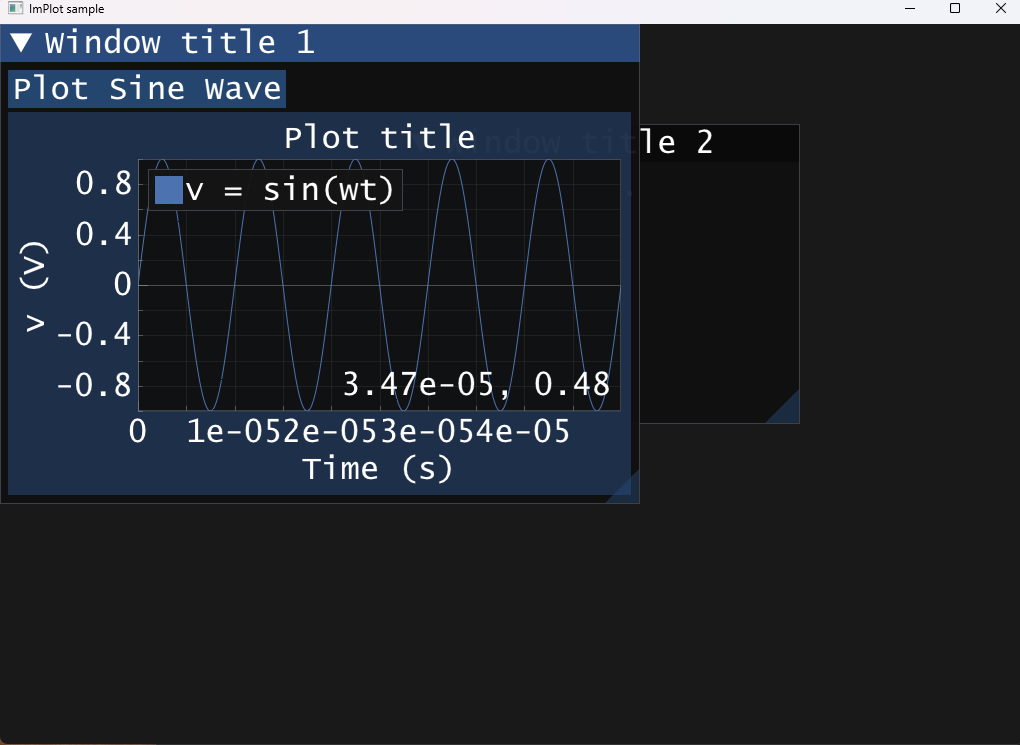 ImPlot sample
Window title 1
Plot Sine Wave
Plot title
ndow title 2
v = sin(wt)
0.8
0.4
0
-0.4
-0.8
v (V)
3.47e-05, 0.48
0 1e-052e-053e-054e-05
Time (s)